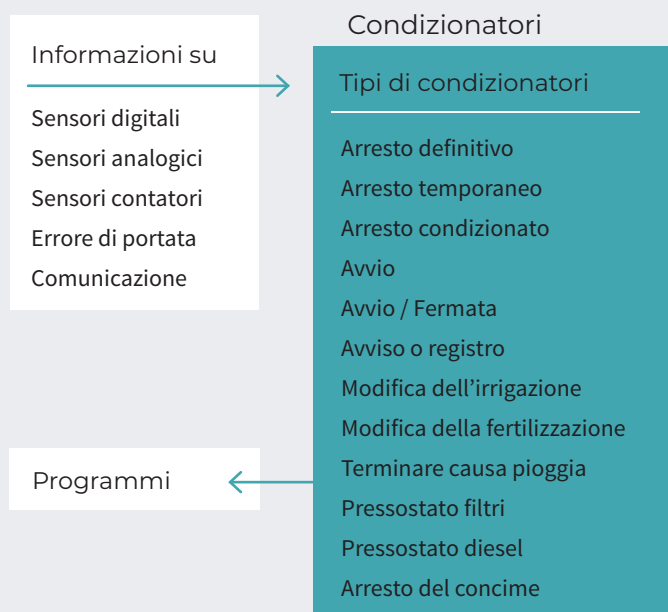 Informazioni su
Sensori digitali
Sensori analogici
Sensori contatori
Errore di portata
Comunicazione
Programmi
Condizionatori
Tipi di condizionatori
Arresto definitivo
Arresto temporaneo
Arresto condizionato
Avvio
Avvio / Fermata
Avviso o registro
Modifica dell’irrigazione
Modifica della fertilizzazione
Terminare causa pioggia
Pressostato filtri
Pressostato diesel
Arresto del concime